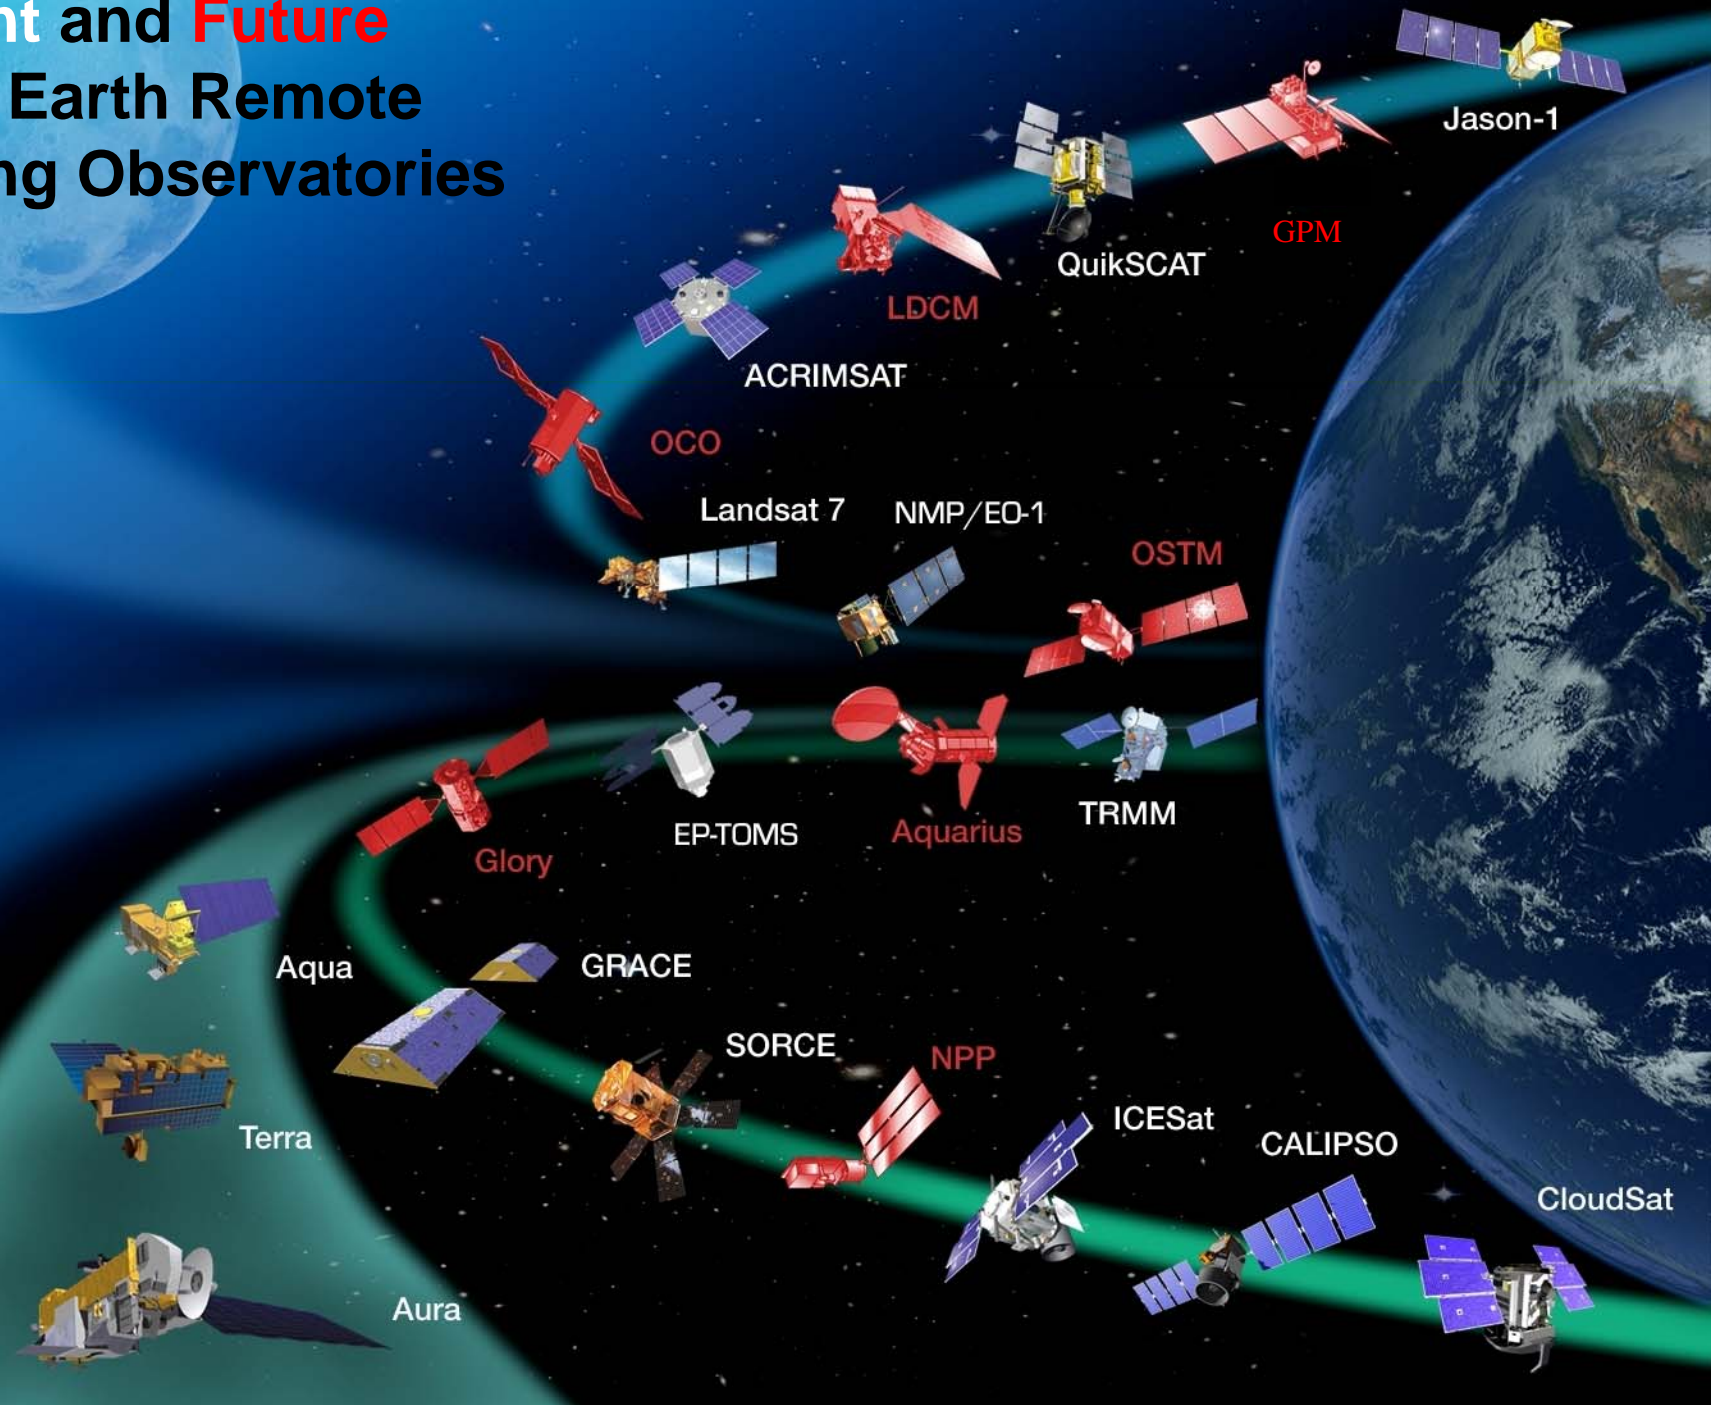 nt and Future
Earth Remote
ng Observatories
Jason-1
GPM
QuikSCAT
LDCM
ACRIMSAT
OCO
Landsat 7
NMP/EO-1
OSTM
EP-TOMS
Aquarius
TRMM
Glory
Aqua
GRACE
SORCE
NPP
Terra
ICESat
CALIPSO
CloudSat
Aura